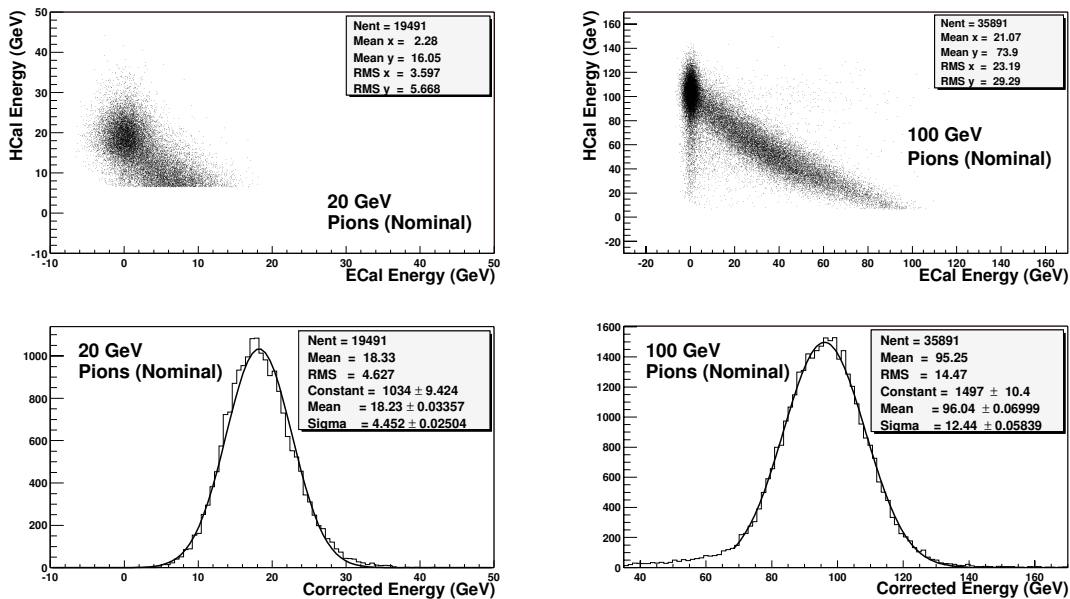 HCal Energy (GeV)
50
40
30
20
10
0
-10
Nent = 19491
Mean x = 2.28
Mean y = 16.05
RMS x = 3.597
RMS y = 5.668
20 GeV
Pions (Nominal)
-10 0 10 20 30 40 50
ECal Energy (GeV)
HCal Energy (GeV)
160
140
120
100
80
60
40
20
0
-20
Nent = 35891
Mean x = 21.07
Mean y = 73.9
RMS x = 23.19
RMS y = 29.29
100 GeV
Pions (Nominal)
-20 0 20 40 60 80 100 120 140 160
ECal Energy (GeV)
1000
800
600
400
200
0
20 GeV
Pions (Nominal)
Nent = 19491
Mean = 18.33
RMS = 4.627
Constant = 1034 ± 9.424
Mean = 18.23 ± 0.03357
Sigma = 4.452 ± 0.02504
-10 0 10 20 30 40 50
Corrected Energy (GeV)
1600
1400
1200
1000
800
600
400
200
0
100 GeV
Pions (Nominal)
Nent = 35891
Mean = 95.25
RMS = 14.47
Constant = 1497 ± 10.4
Mean = 96.04 ± 0.06999
Sigma = 12.44 ± 0.05839
40 60 80 100 120 140 160
Corrected Energy (GeV)